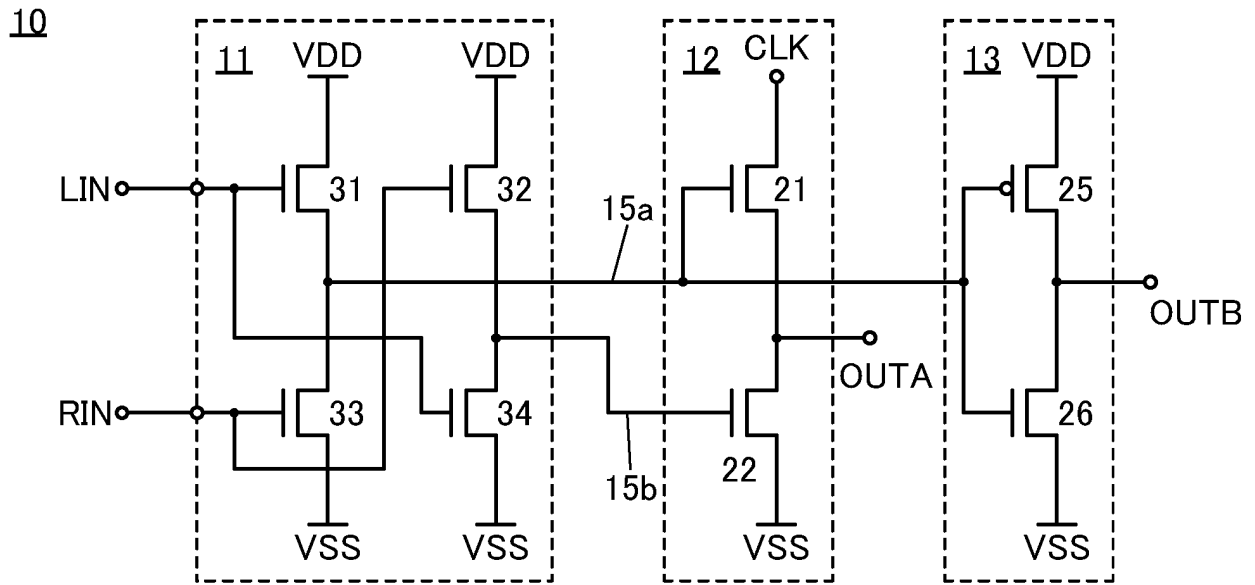 10
11
VDD
VDD
12
CLK
13
VDD
LIN
31
32
15a
21
25
OUTB
OUTA
RIN
33
34
15b
22
26
VSS
VSS
VSS
VSS